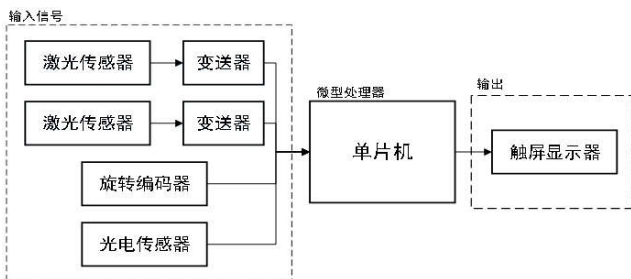 输入信号
激光传感器
变送器
激光传感器
变送器
旋转编码器
光电传感器
微型处理器
单片机
输出
触屏显示器